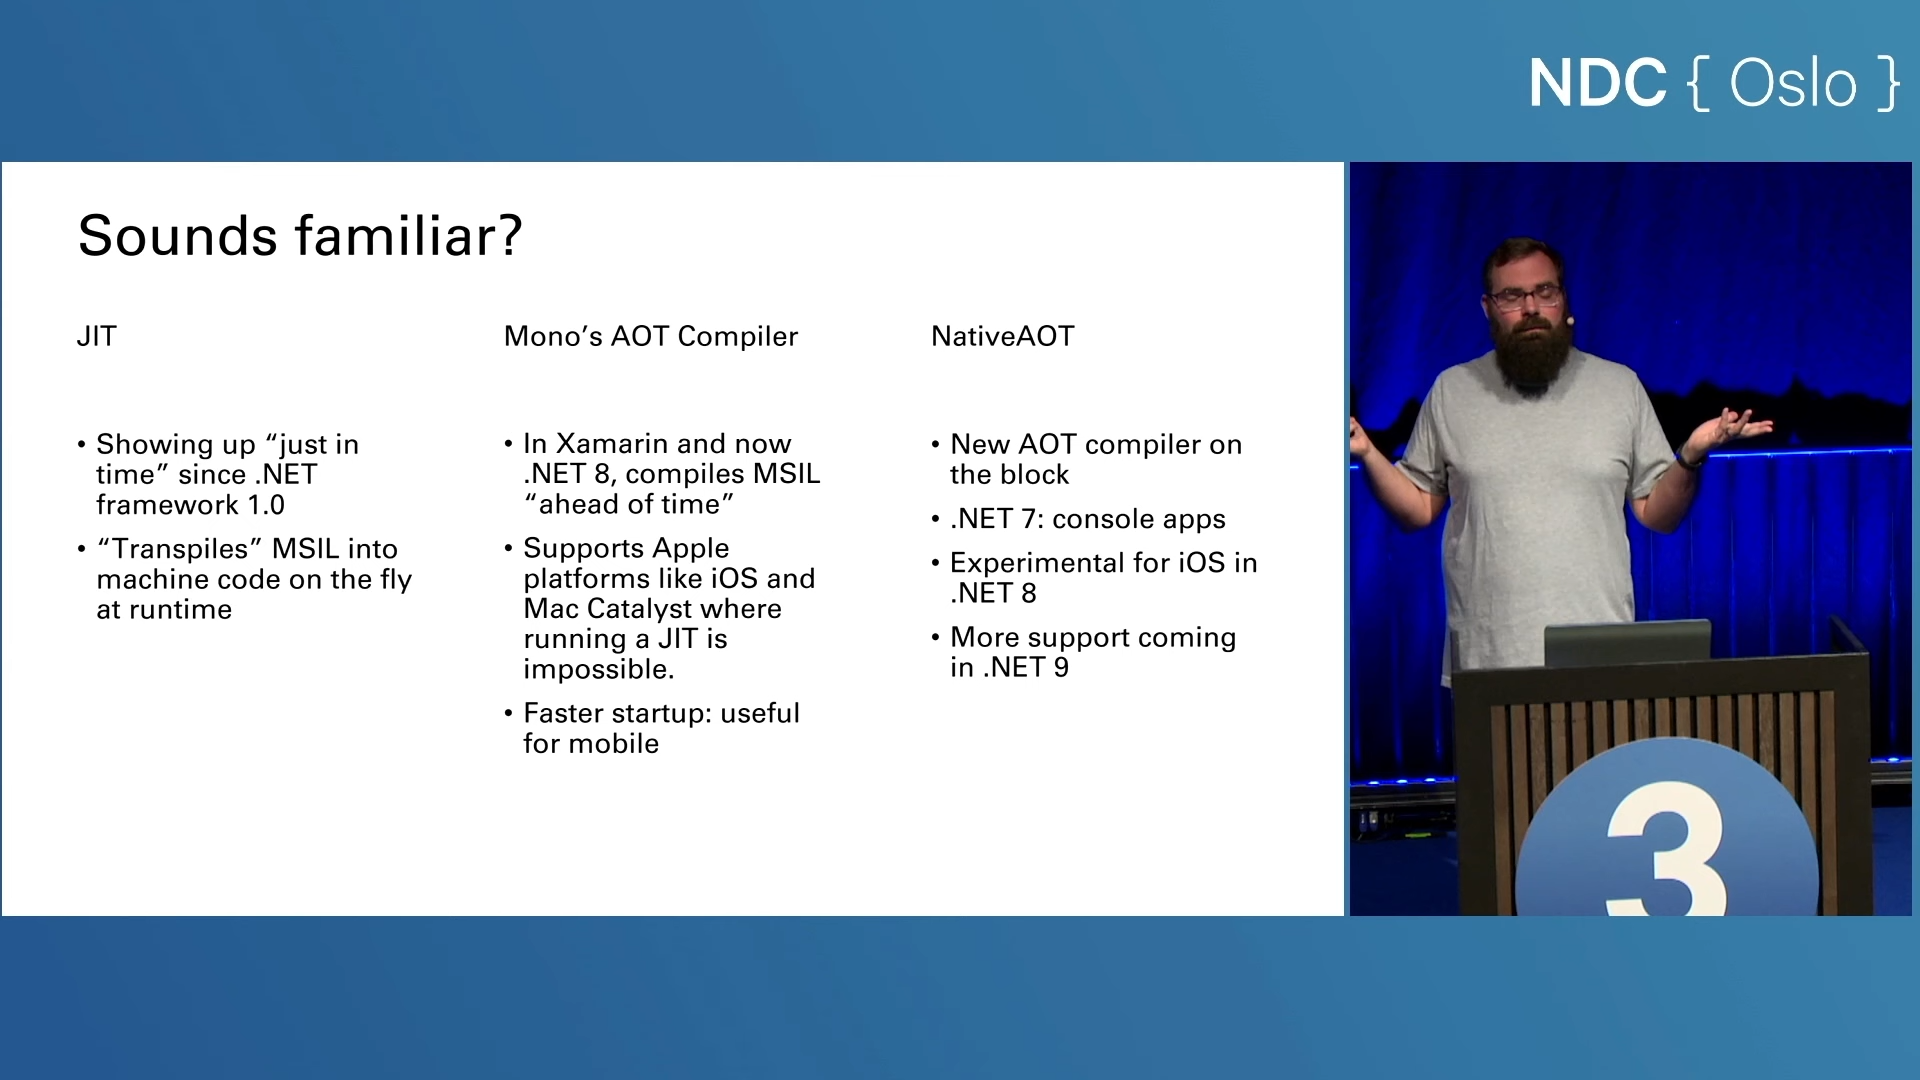 NDC { Oslo }
Sounds familiar?
JIT
• Showing up “just in
time” since .NET
framework 1.0
• “Transpiles” MSIL into
machine code on the fly
at runtime
Mono’s AOT Compiler
• In Xamarin and now
.NET 8, compiles MSIL
“ahead of time”
• Supports Apple
platforms like iOS and
Mac Catalyst where
running a JIT is
impossible.
• Faster startup: useful
for mobile
NativeAOT
• New AOT compiler on
the block
• .NET 7: console apps
• Experimental for iOS in
.NET 8
• More support coming
in .NET 9
3